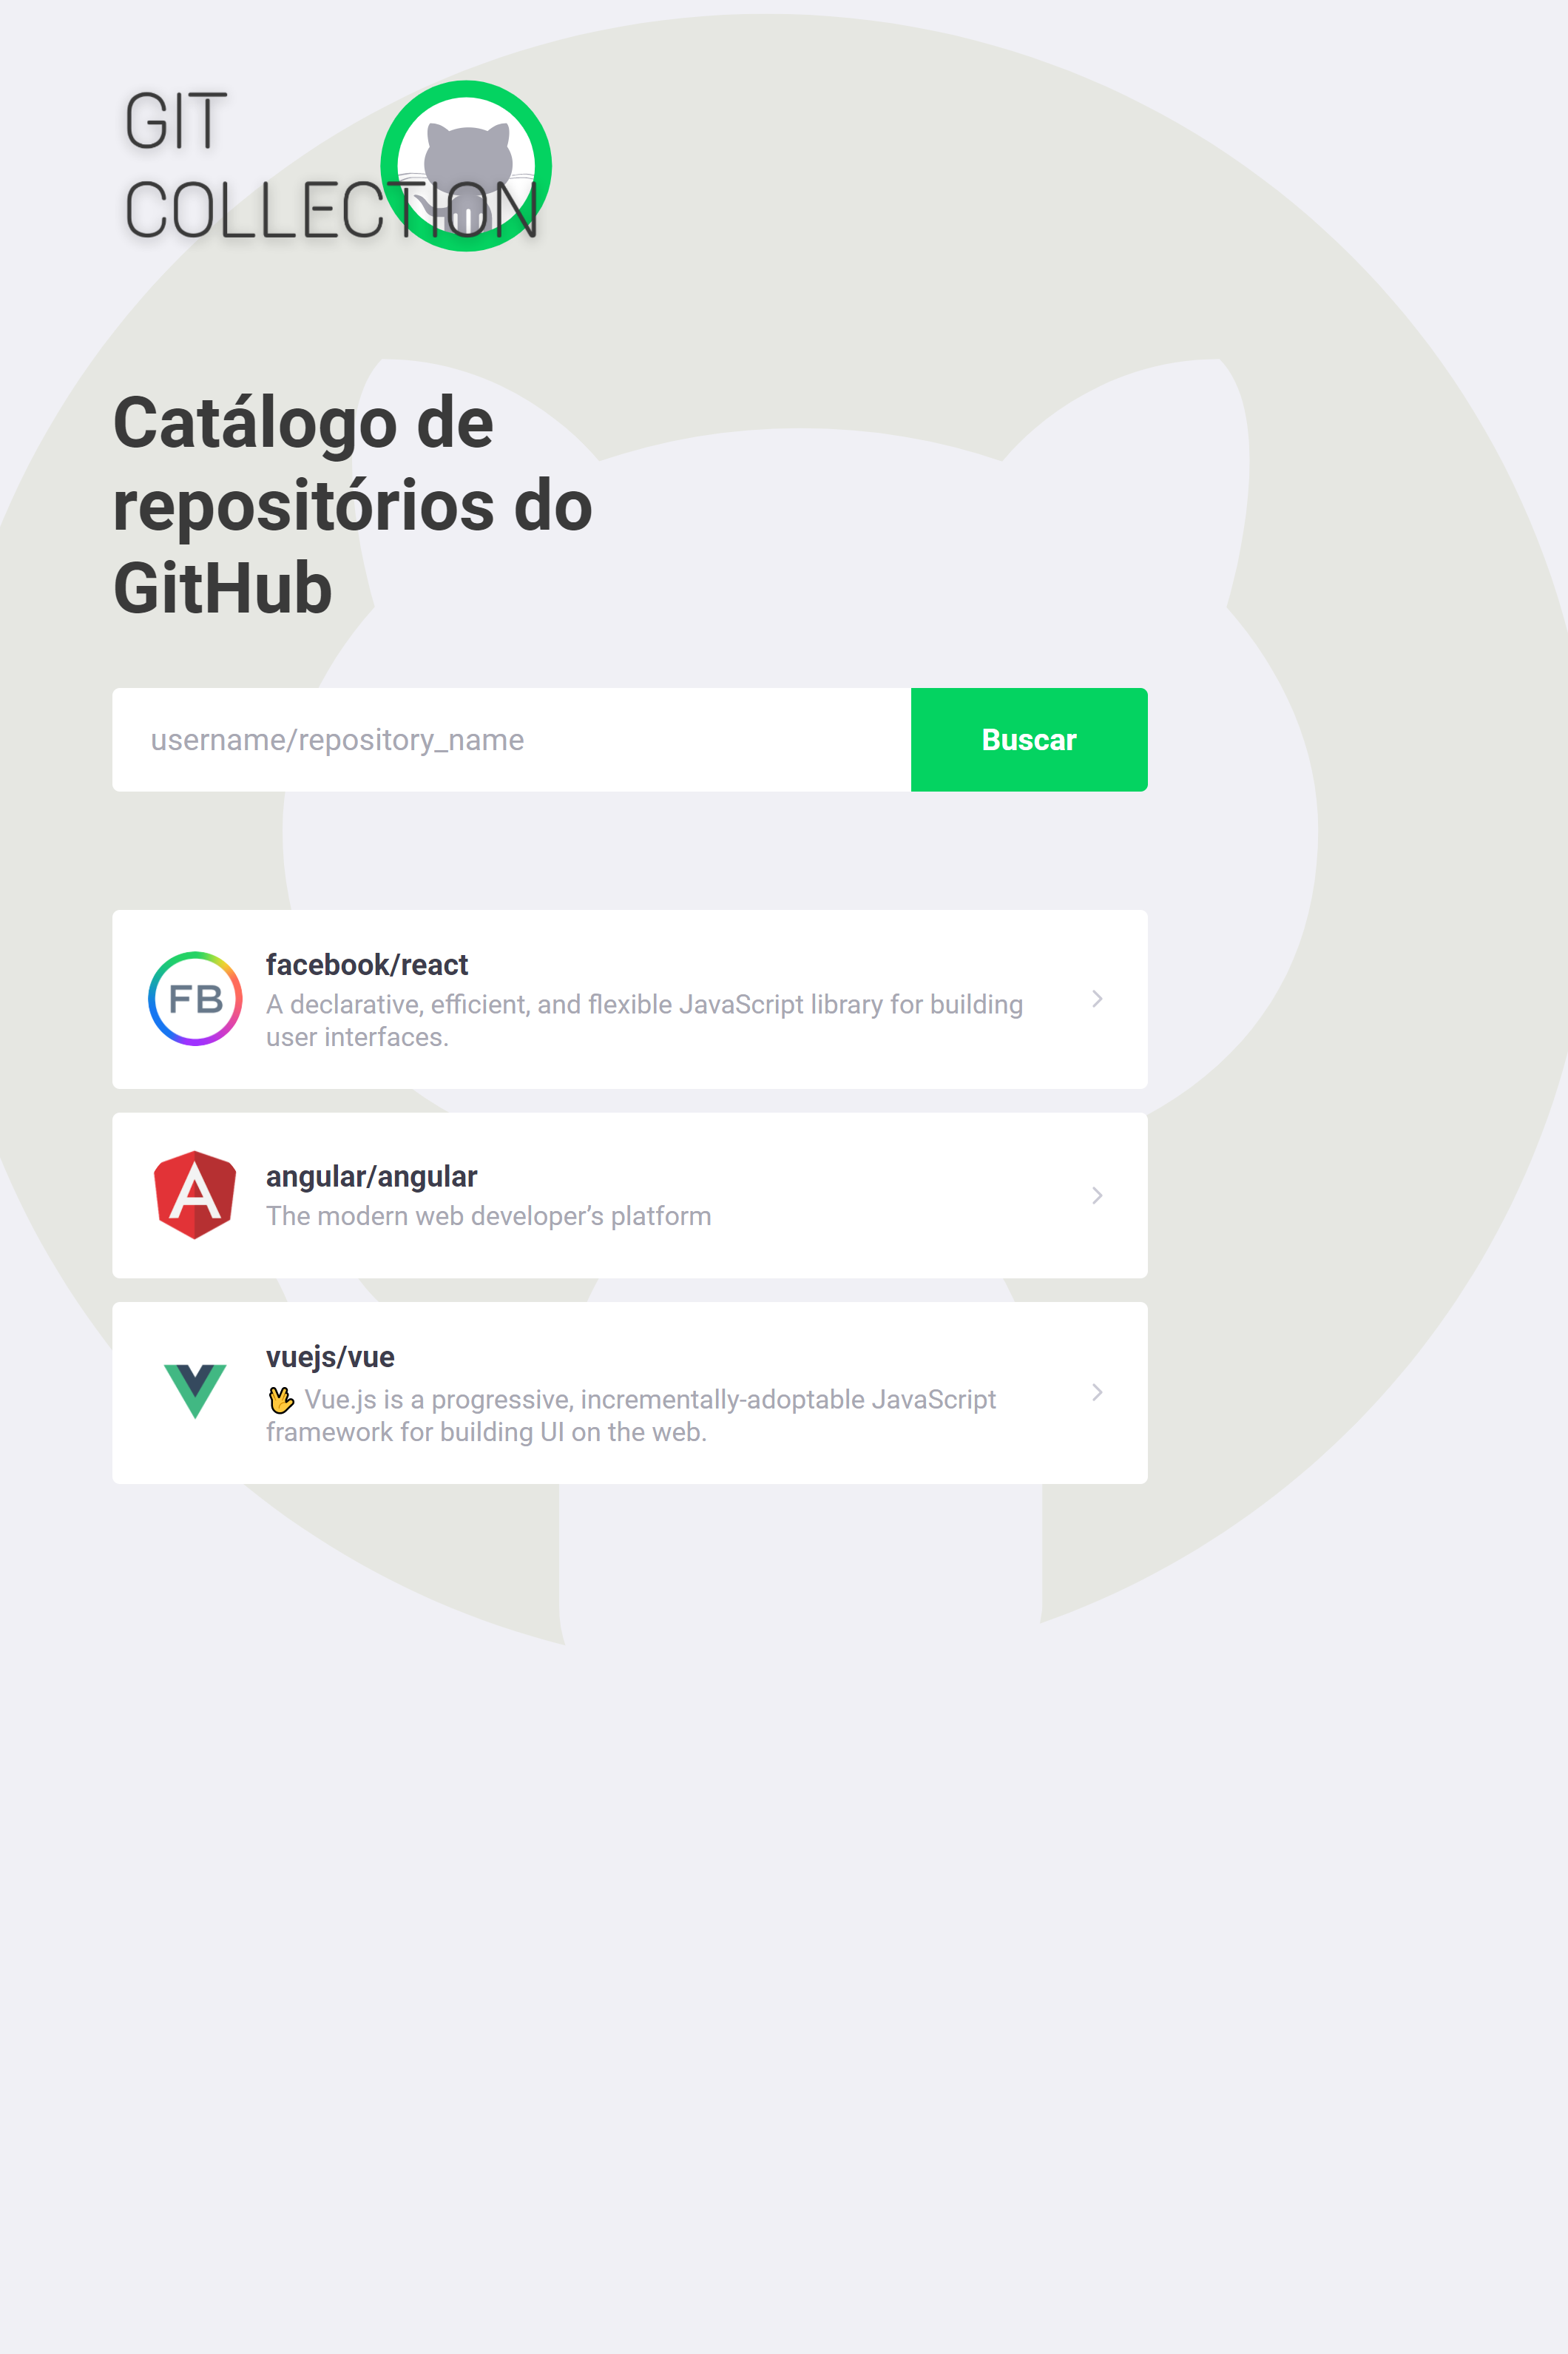 GIT
COLLECTION
Catálogo de
repositórios do
GitHub
username/repository_name
Buscar
FB
facebook/react
A declarative, efficient, and flexible JavaScript library for building
user interfaces.
A
angular/angular
The modern web developer’s platform
vuejs/vue
🖖 Vue.js is a progressive, incrementally-adoptable JavaScript
framework for building UI on the web.